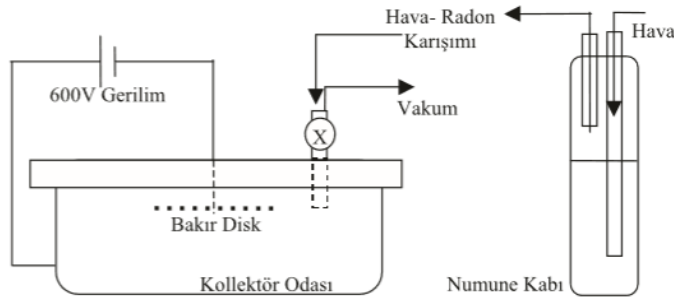 Hava- Radon
Karışımı
Hava
600V Gerilim
Vakum
X
Bakır Disk
Kollektör Odası
Numune Kabı